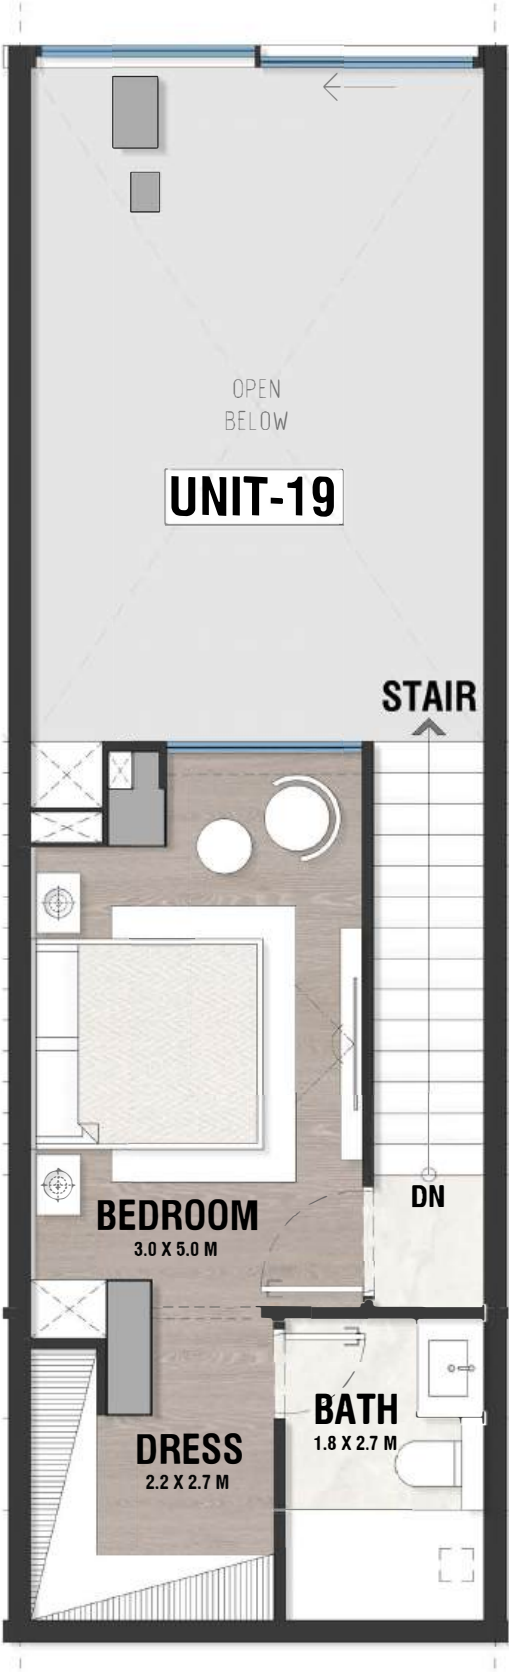 OPEN
BELOW
UNIT-19
STAIR
DN
BEDROOM
3.0 X 5.0 M
BATH
1.8 X 2.7 M
DRESS
2.2 X 2.7 M